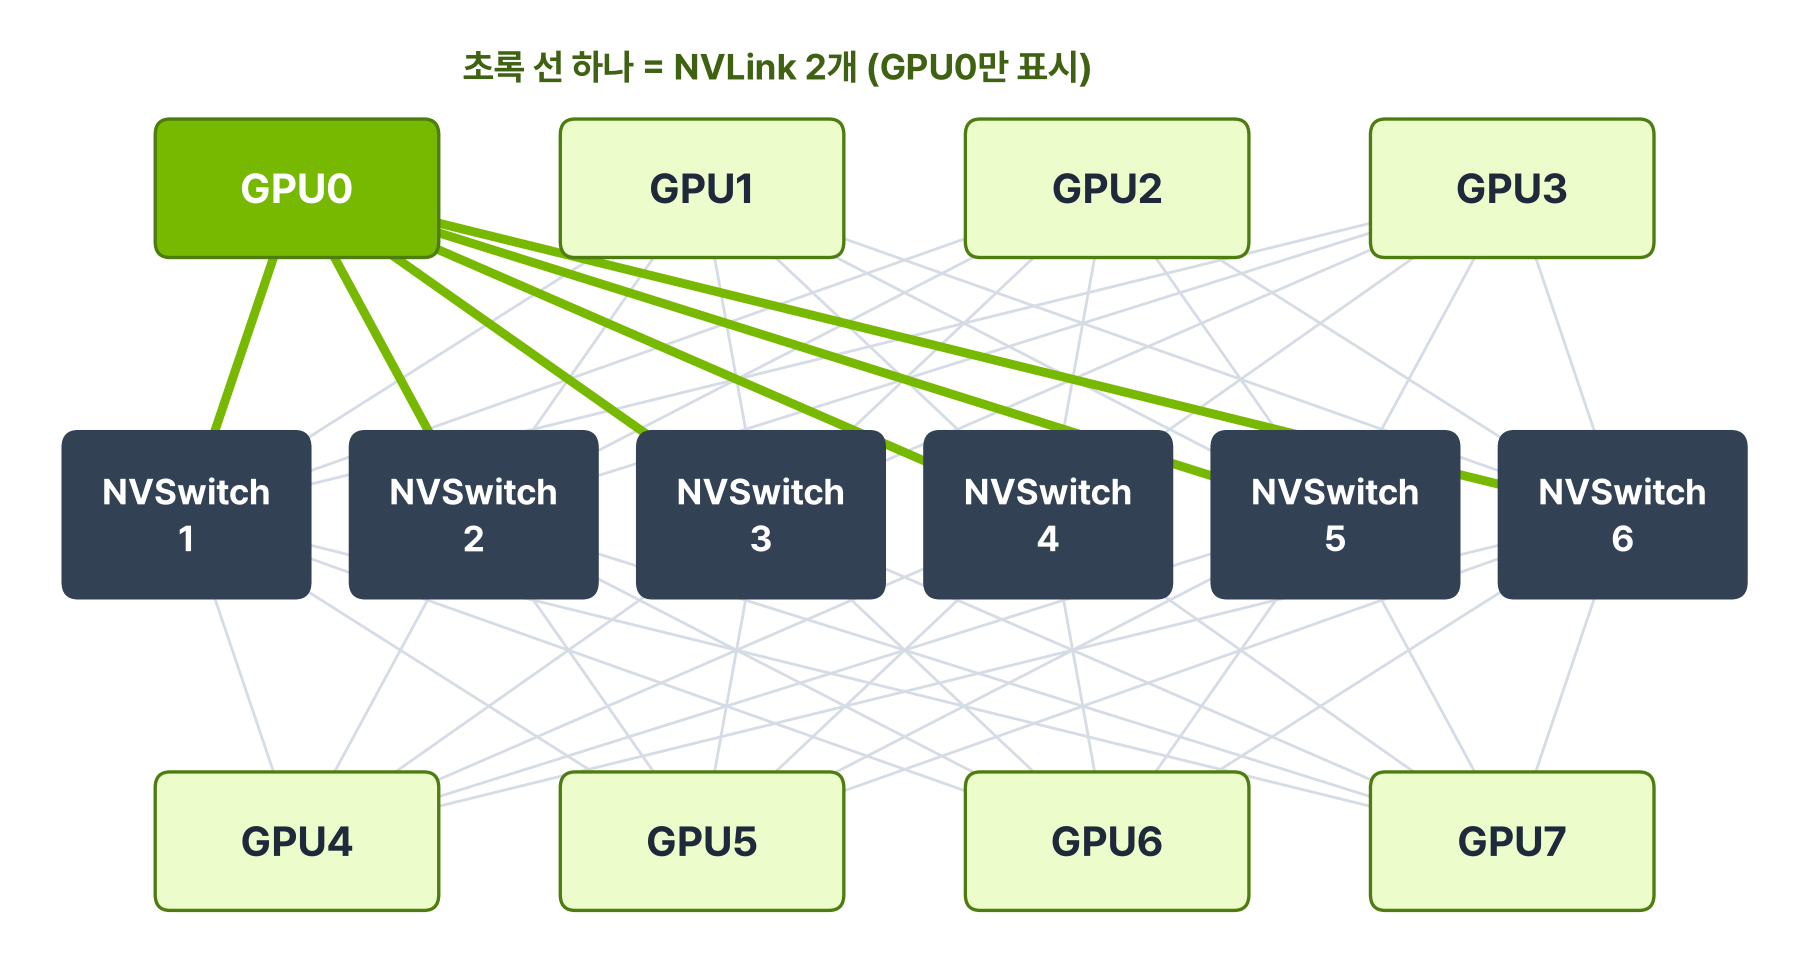 초록 선 하나 = NVLink 2개 (GPU0만 표시)
GPU0
GPU1
GPU2
GPU3
NVSwitch
1
NVSwitch
2
NVSwitch
3
NVSwitch
4
NVSwitch
5
NVSwitch
6
GPU4
GPU5
GPU6
GPU7